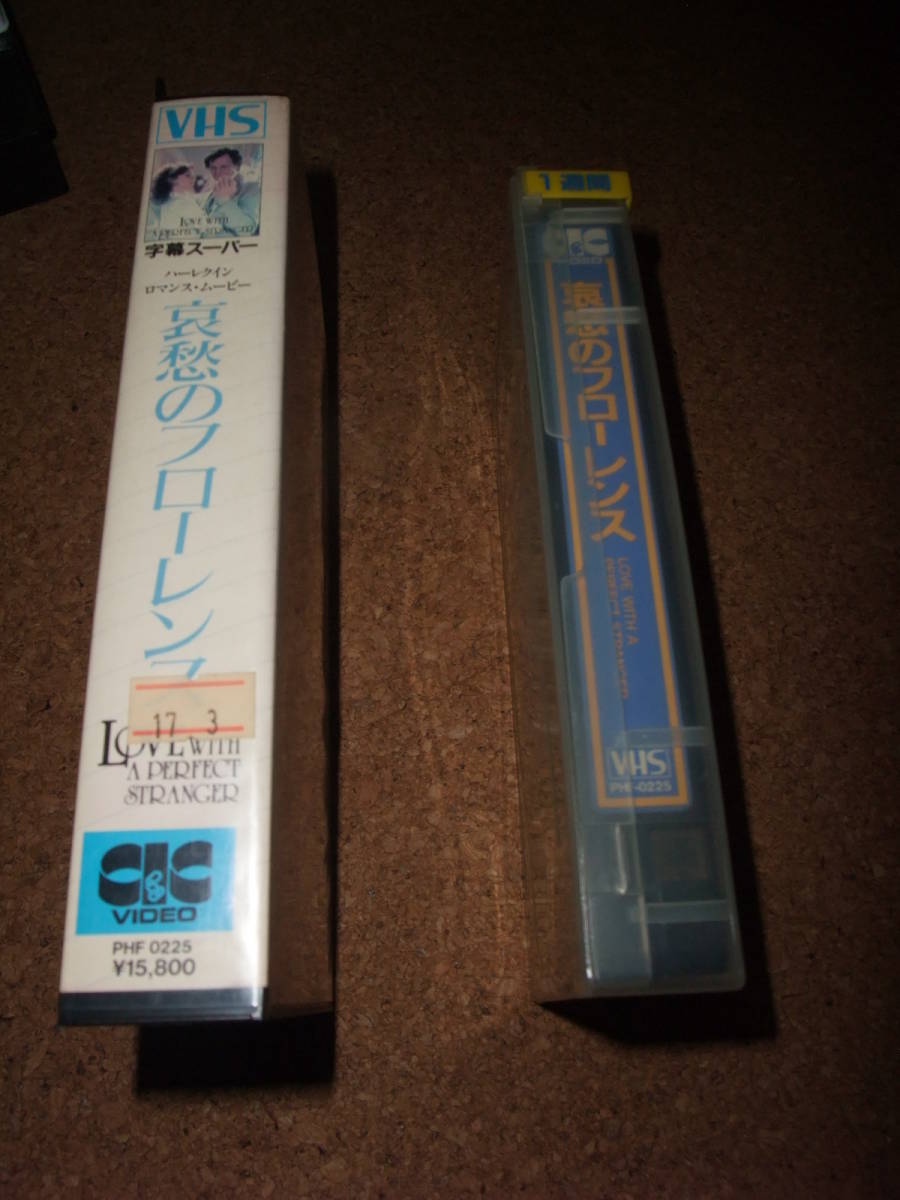 VHS
LOVE WITH
A PERFECT STRANGER
字幕スーパー
ハーレクイン
ロマンス・ムービー
哀愁のフローレンス
17 3
LOVE WITH
A PERFECT
STRANGER
CIC
VIDEO
PHF 0225
¥15,800
1週間
CIC
VIDEO
哀愁のフローレンス
LOVE WITH A
PERFECT STRANGER
VHS
PHF-0225